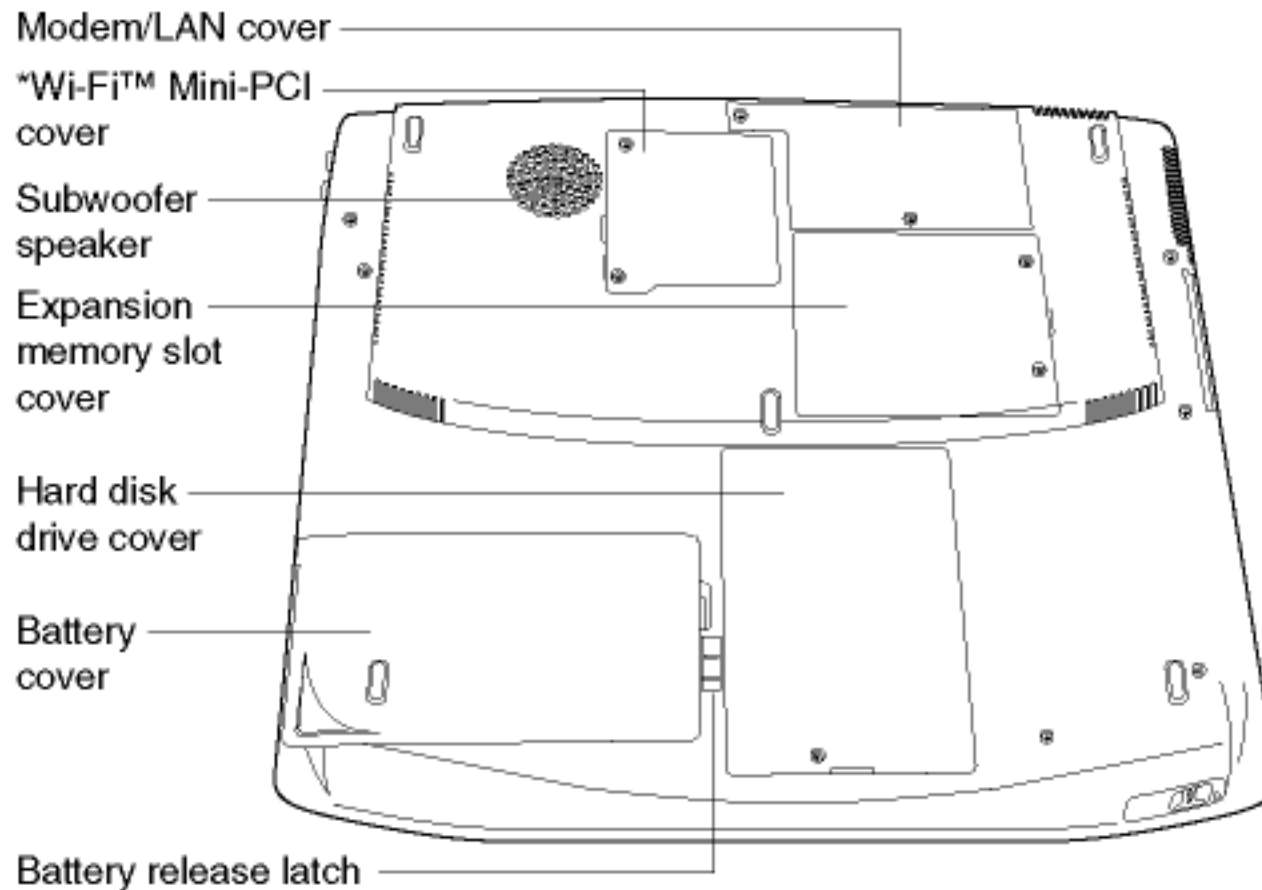 Modem/LAN cover
*Wi-Fi™ Mini-PCI
cover
Subwoofer
speaker
Expansion
memory slot
cover
Hard disk
drive cover
Battery
cover
Battery release latch